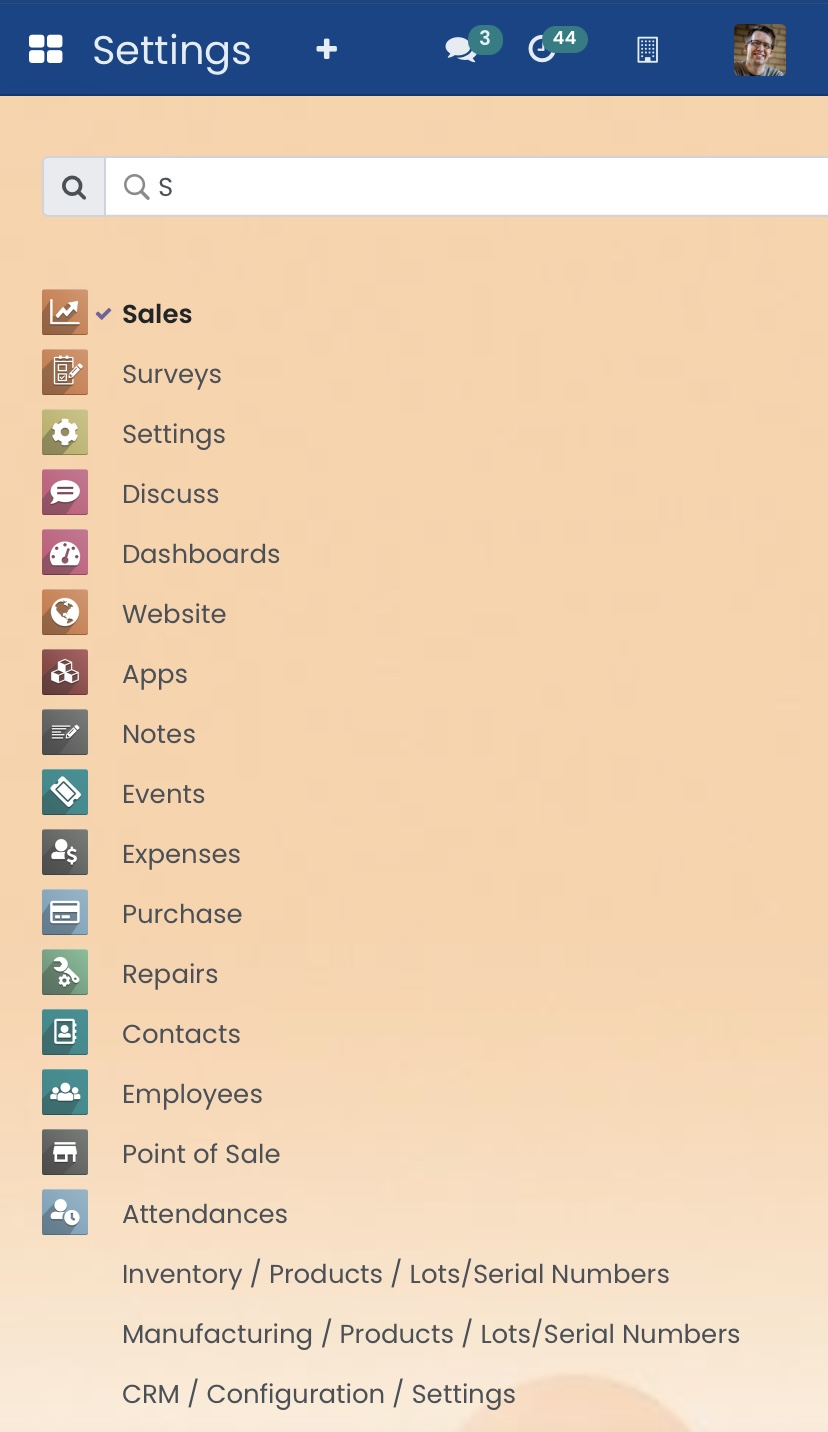 Settings
3
44
S
Sales
Surveys
Settings
Discuss
Dashboards
Website
Apps
Notes
Events
Expenses
Purchase
Repairs
Contacts
Employees
Point of Sale
Attendances
Inventory / Products / Lots/Serial Numbers
Manufacturing / Products / Lots/Serial Numbers
CRM / Configuration / Settings